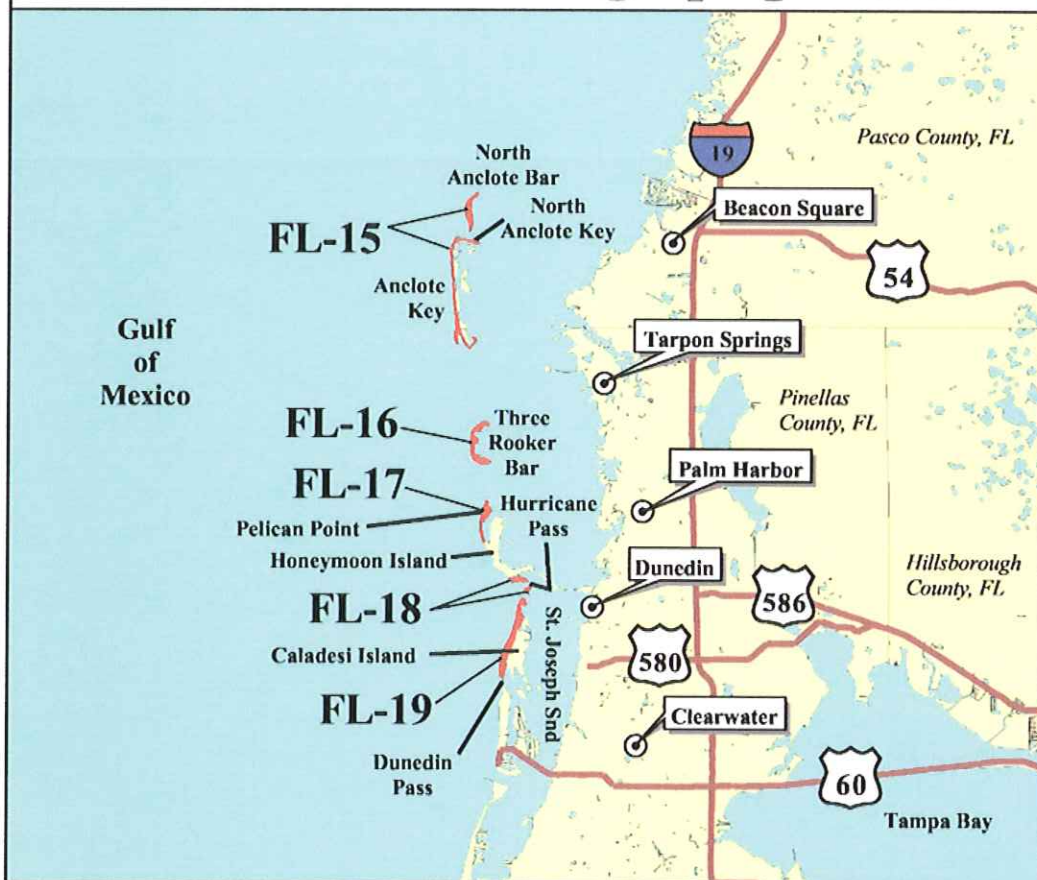 19
Pasco County, FL
North
Anclote Bar
North
Anclote Key
Beacon Square
FL-15
54
Anclote
Key
Gulf
of
Mexico
Tarpon Springs
Pinellas
County, FL
FL-16
Three
Rooker
Bar
Palm Harbor
FL-17
Hurricane
Pass
Pelican Point
Honeymoon Island
Dunedin
Hillsborough
County, FL
586
FL-18
St. Joseph Snd
Caladesi Island
580
FL-19
Clearwater
Dunedin
Pass
60
Tampa Bay